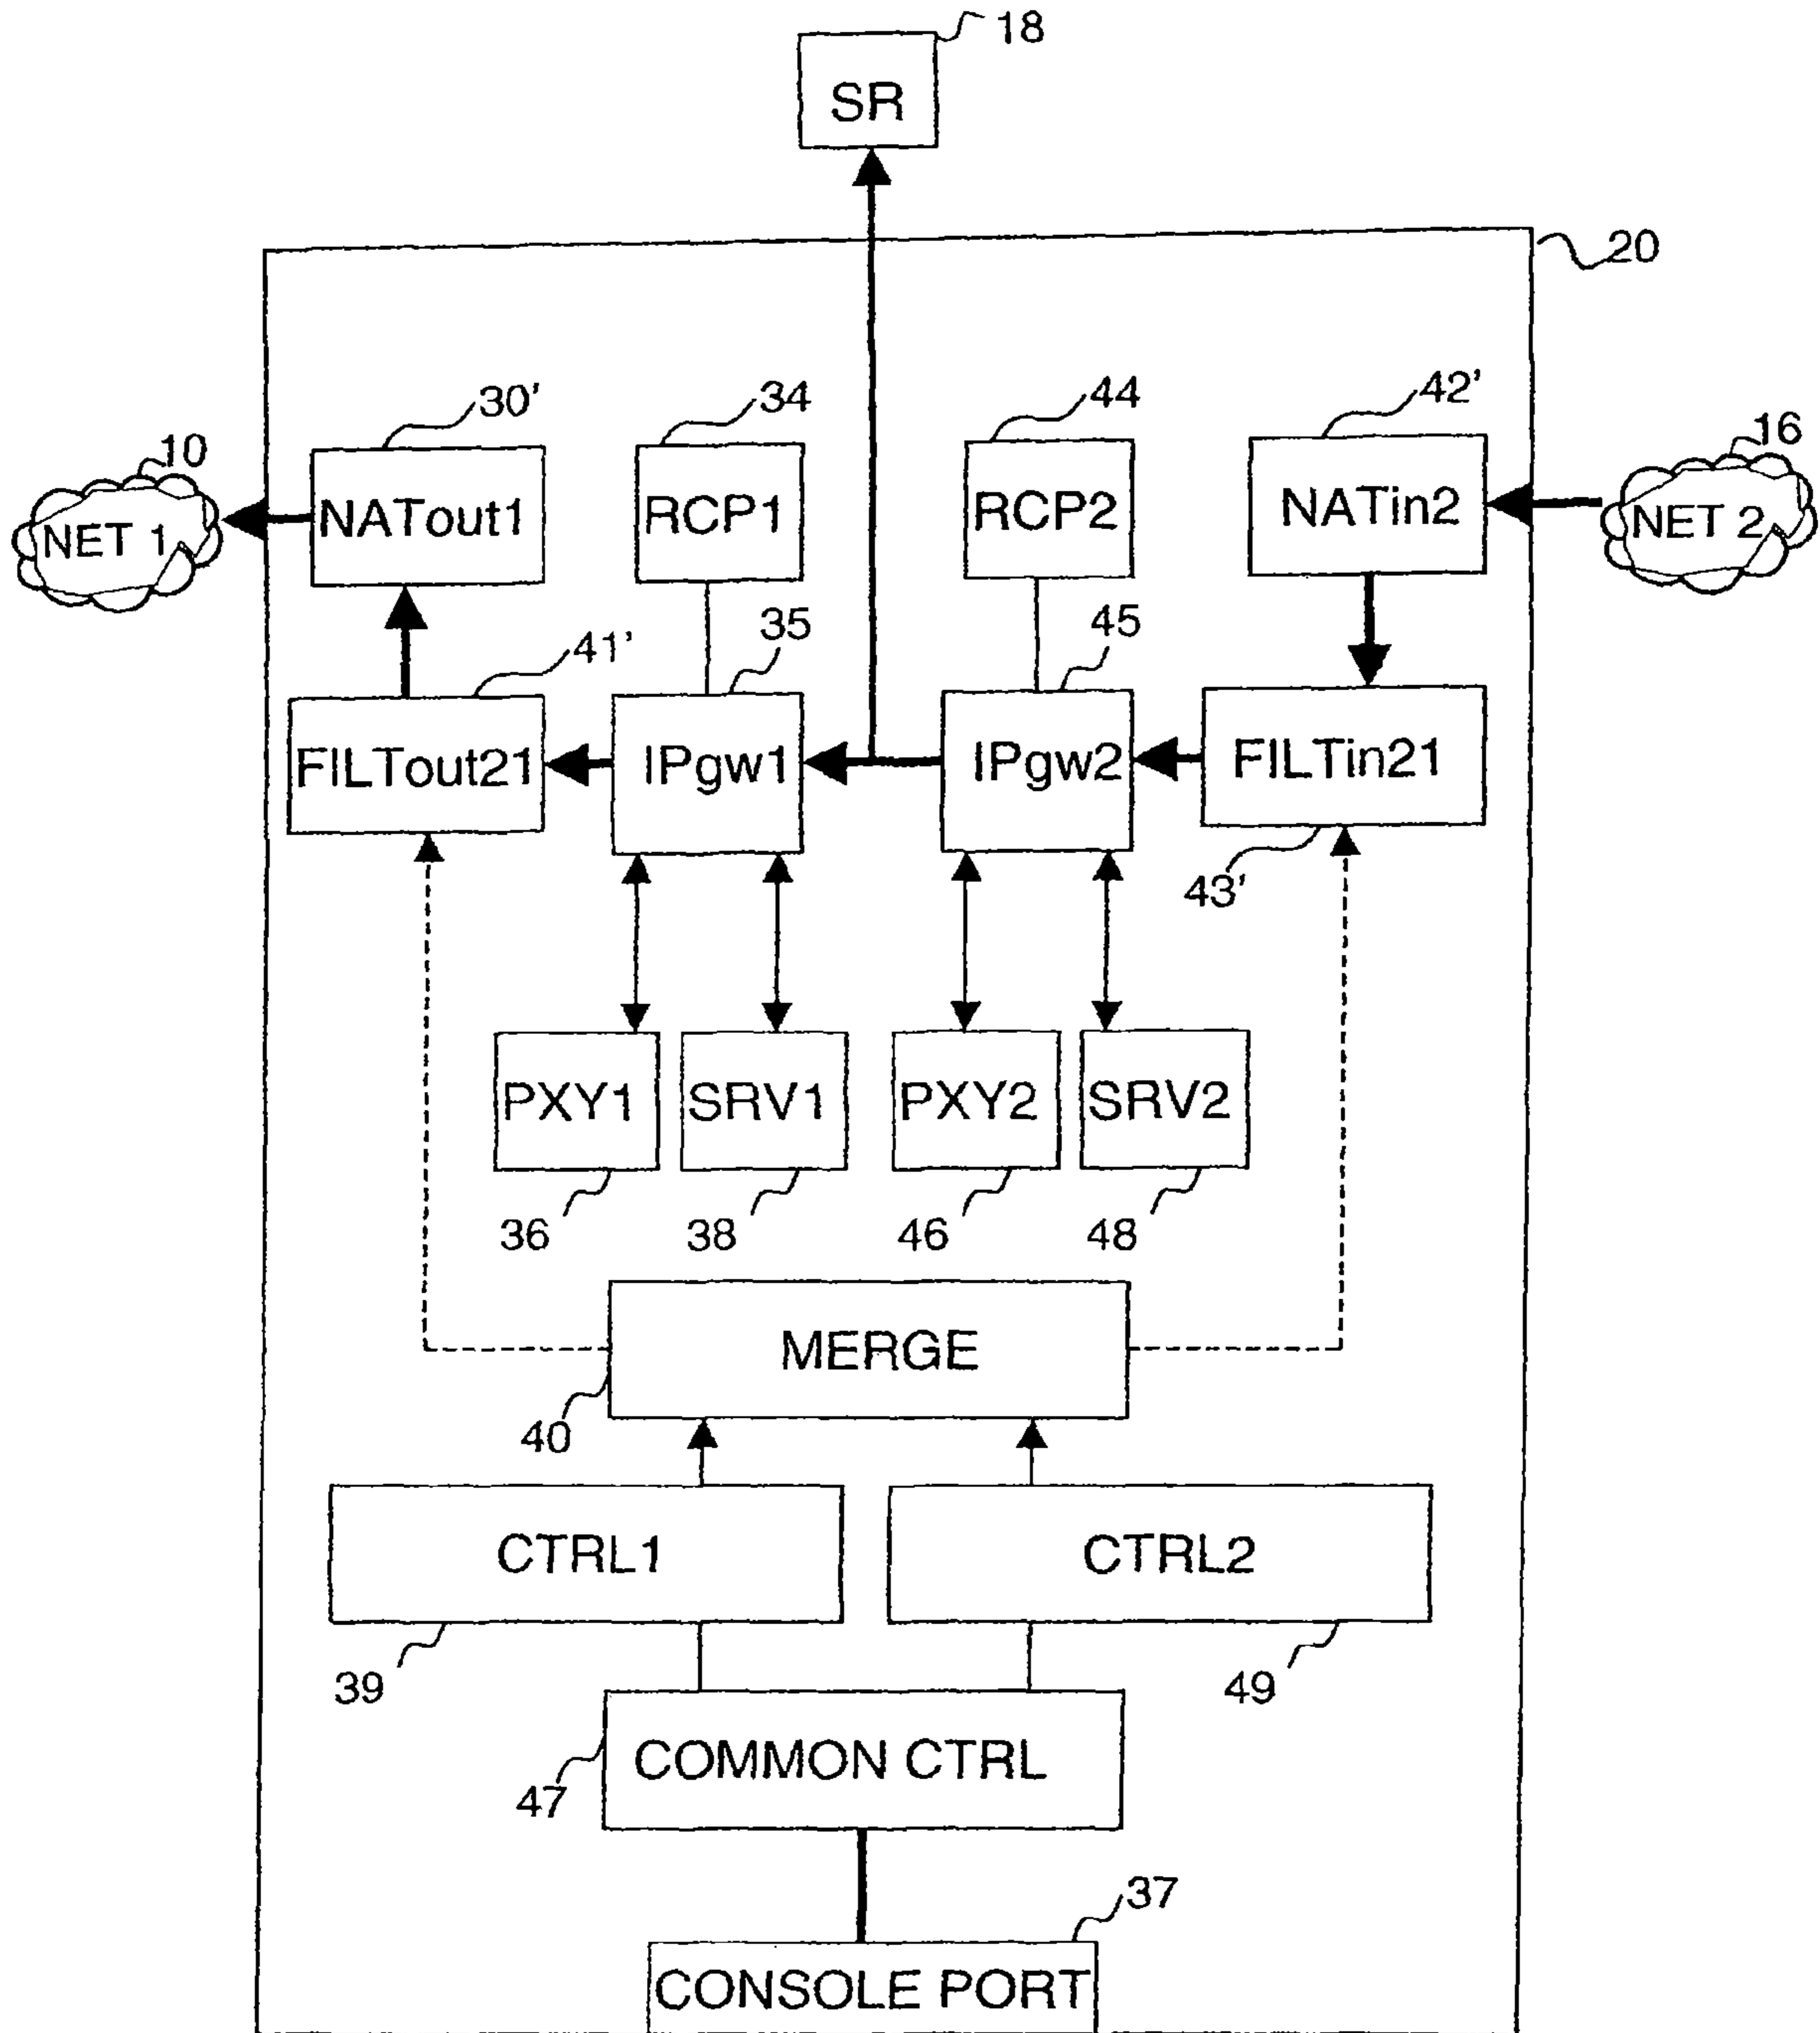 18
SR
20
30'
34
44
42'
10
16
NET 1
NATout1
RCP1
RCP2
NATin2
NET 2
41'
35
45
FILTout21
IPgw1
IPgw2
FILTin21
43'
PXY1
SRV1
PXY2
SRV2
36
38
46
48
MERGE
40
CTRL1
CTRL2
39
49
COMMON CTRL
47
37
CONSOLE PORT